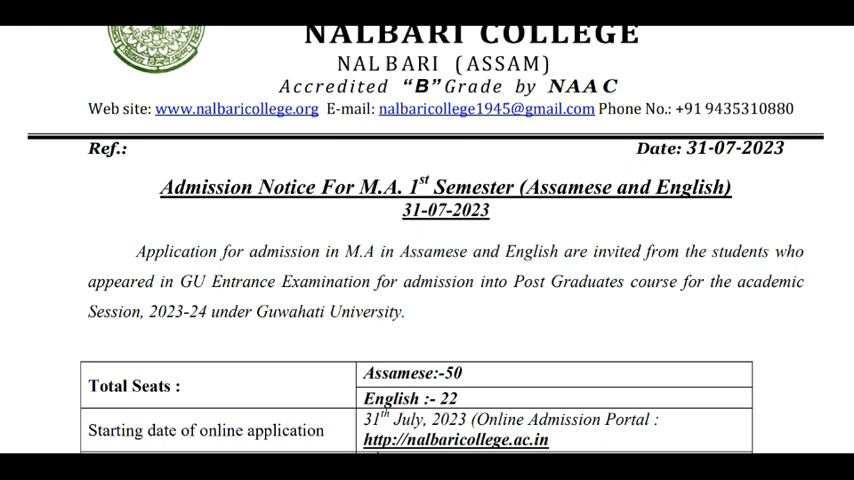 NALBARI COLLEGE
NALBARI (ASSAM)
Accredited “B” Grade by NAAC
Web site: www.nalbaricollege.org E-mail: nalbaricollege1945@gmail.com Phone No.: +91 9435310880
Ref.: Date: 31-07-2023
Admission Notice For M.A. 1st Semester (Assamese and English)
31-07-2023
Application for admission in M.A in Assamese and English are invited from the students who
appeared in GU Entrance Examination for admission into Post Graduates course for the academic
Session, 2023-24 under Guwahati University.
Total Seats :
Assamese:-50
English :- 22
Starting date of online application
31th July, 2023 (Online Admission Portal :
http://nalbaricollege.ac.in